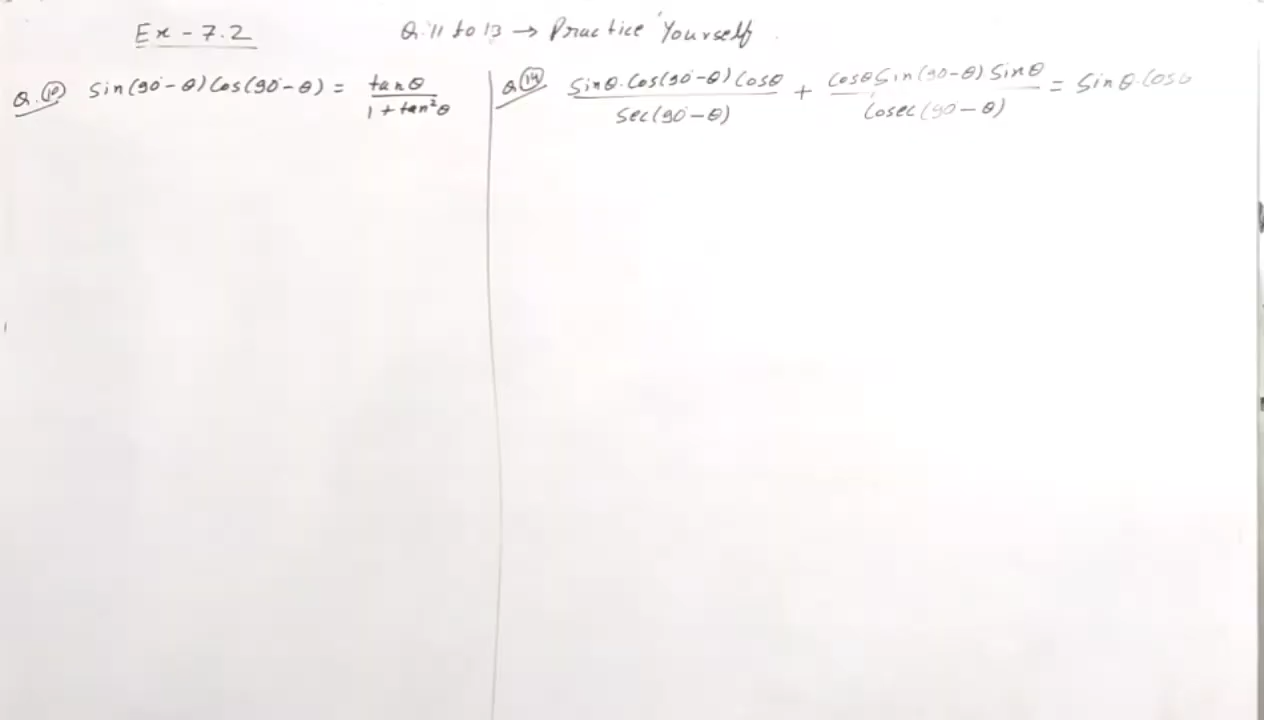 Ex - 7.2
Q. 11 to 13 → Practice Yourself.
Q. 10 Sin(90°-θ) Cos(90°-θ) = tanθ / 1 + tan²θ
Q 14 Sinθ.Cos(90°-θ) Cosθ / Sec(90°-θ) + Cosθ Sin(90-θ) Sinθ / Cosec(90°-θ) = Sinθ.Cosθ